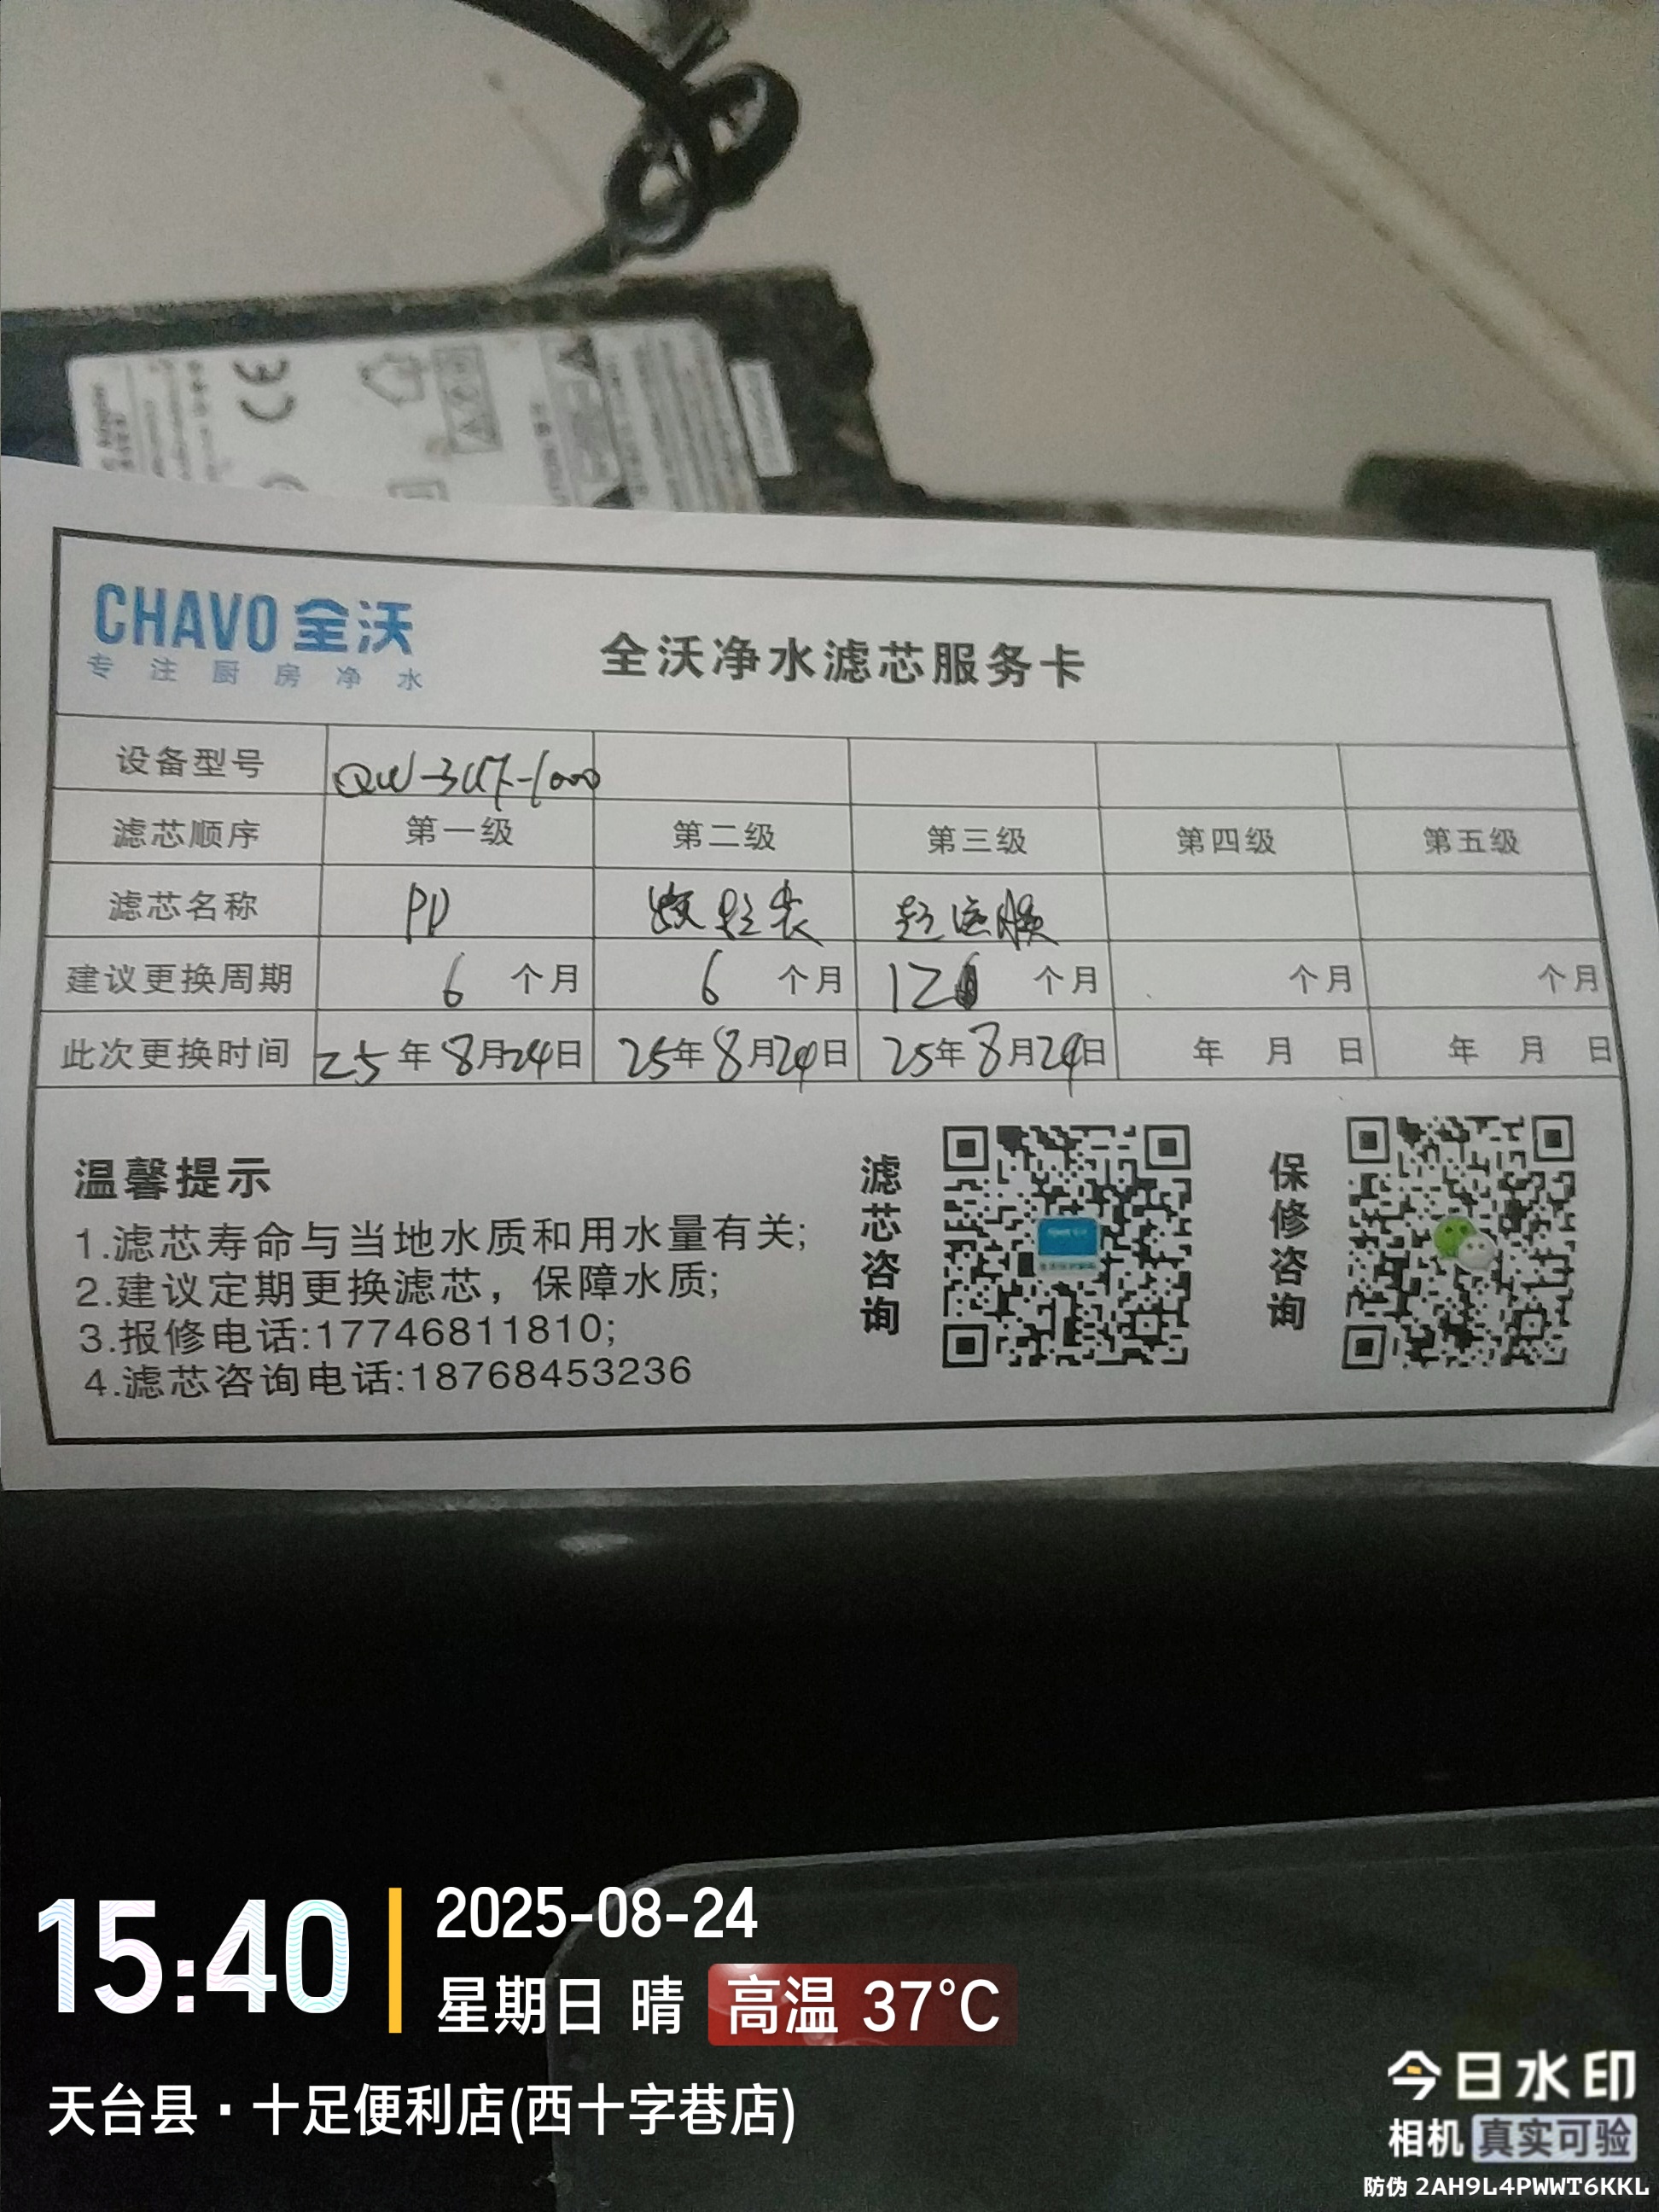 CE
CHAVO 全沃
专注厨房净水
全沃净水滤芯服务卡
设备型号 QW-3UF-1000
滤芯顺序 第一级 第二级 第三级 第四级 第五级
滤芯名称 PP
建议更换周期 6 个月 6 个月 12 个月 个月 个月
此次更换时间 25年8月24日 25年8月24日 25年8月24日 年 月 日 年 月 日
温馨提示
1.滤芯寿命与当地水质和用水量有关;
2.建议定期更换滤芯，保障水质;
3.报修电话:17746811810;
4.滤芯咨询电话:18768453236
滤芯咨询
保修咨询
15:40
2025-08-24
星期日 晴 高温 37°C
天台县·十足便利店(西十字巷店)
今日水印
相机 真实可验
防伪 2AH9L4PWWT6KKL